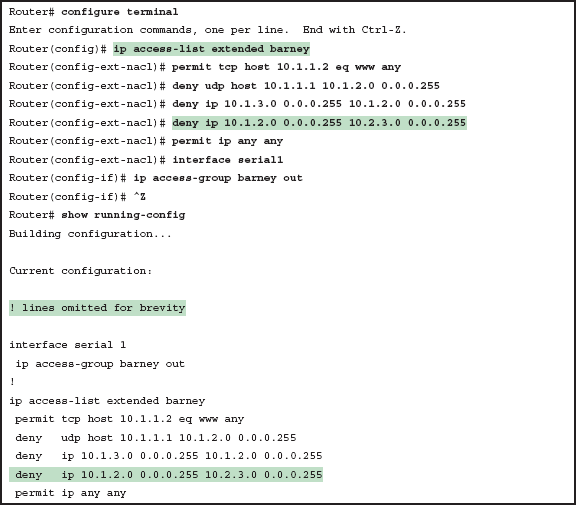 Router# configure terminal
Enter configuration commands, one per line.  End with Ctrl-Z.
Router(config)# ip access-list extended barney
Router(config-ext-nacl)# permit tcp host 10.1.1.2 eq www any
Router(config-ext-nacl)# deny udp host 10.1.1.1 10.1.2.0 0.0.0.255
Router(config-ext-nacl)# deny ip 10.1.3.0 0.0.0.255 10.1.2.0 0.0.0.255
Router(config-ext-nacl)# deny ip 10.1.2.0 0.0.0.255 10.2.3.0 0.0.0.255
Router(config-ext-nacl)# permit ip any any
Router(config-ext-nacl)# interface serial1
Router(config-if)# ip access-group barney out
Router(config-if)# ^Z
Router# show running-config
Building configuration...
Current configuration:
! lines omitted for brevity
interface serial 1
 ip access-group barney out
!
ip access-list extended barney
 permit tcp host 10.1.1.2 eq www any
 deny   udp host 10.1.1.1 10.1.2.0 0.0.0.255
 deny   ip 10.1.3.0 0.0.0.255 10.1.2.0 0.0.0.255
 deny   ip 10.1.2.0 0.0.0.255 10.2.3.0 0.0.0.255
 permit ip any any